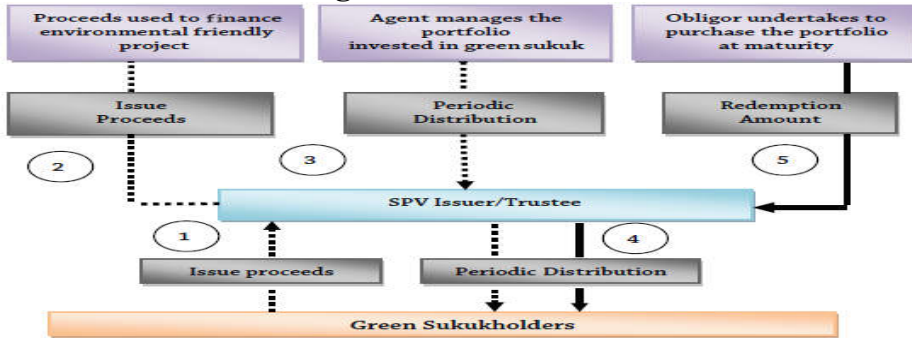 Proceeds used to finance
environmental friendly
project
Agent manages the
portfolio
invested in green sukuk
Obligor undertakes to
purchase the portfolio
at maturity
Issue
Proceeds
Periodic
Distribution
Redemption
Amount
2
3
5
SPV Issuer/Trustee
1
4
Issue proceeds
Periodic Distribution
Green Sukukholders